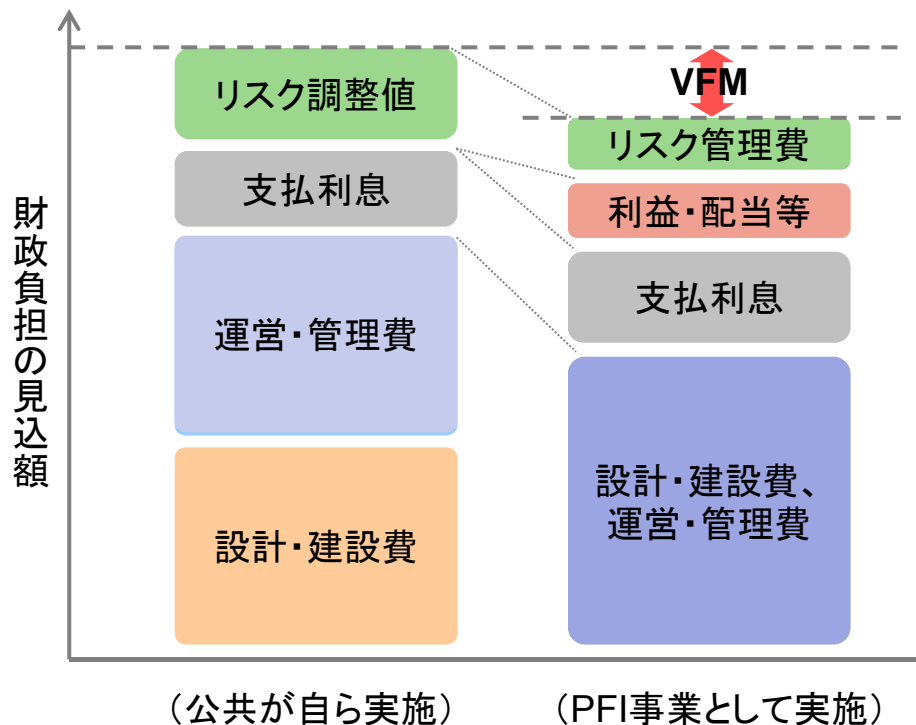 財政負担の見込額
リスク調整値
支払利息
運営・管理費
設計・建設費
（公共が自ら実施）
VFM
リスク管理費
利益・配当等
支払利息
設計・建設費、
運営・管理費
（PFI事業として実施）